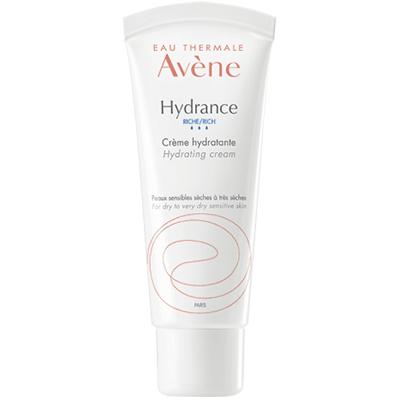 EAU THERMALE
Avène
Hydrance
RICHE/RICH
Crème hydratante
Hydrating cream
Peaux sensibles sèches à très sèches
For dry to very dry sensitive skin
PARIS